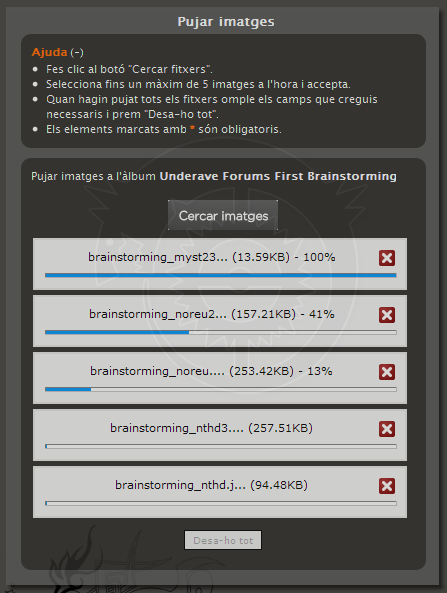 Pujar imatges
Ajuda (-)
Fes clic al botó "Cercar fitxers".
Selecciona fins un màxim de 5 imatges a l'hora i accepta.
Quan hagin pujat tots els fitxers omple els camps que creguis
necessaris i prem "Desa-ho tot".
Els elements marcats amb * són obligatoris.
Pujar imatges a l'àlbum Underave Forums First Brainstorming
Cercar imatges
brainstorming_myst23... (13.59KB) - 100%
brainstorming_noreu2... (157.21KB) - 41%
brainstorming_noreu.... (253.42KB) - 13%
brainstorming_nthd3.... (257.51KB)
brainstorming_nthd.j... (94.48KB)
Desa-ho tot